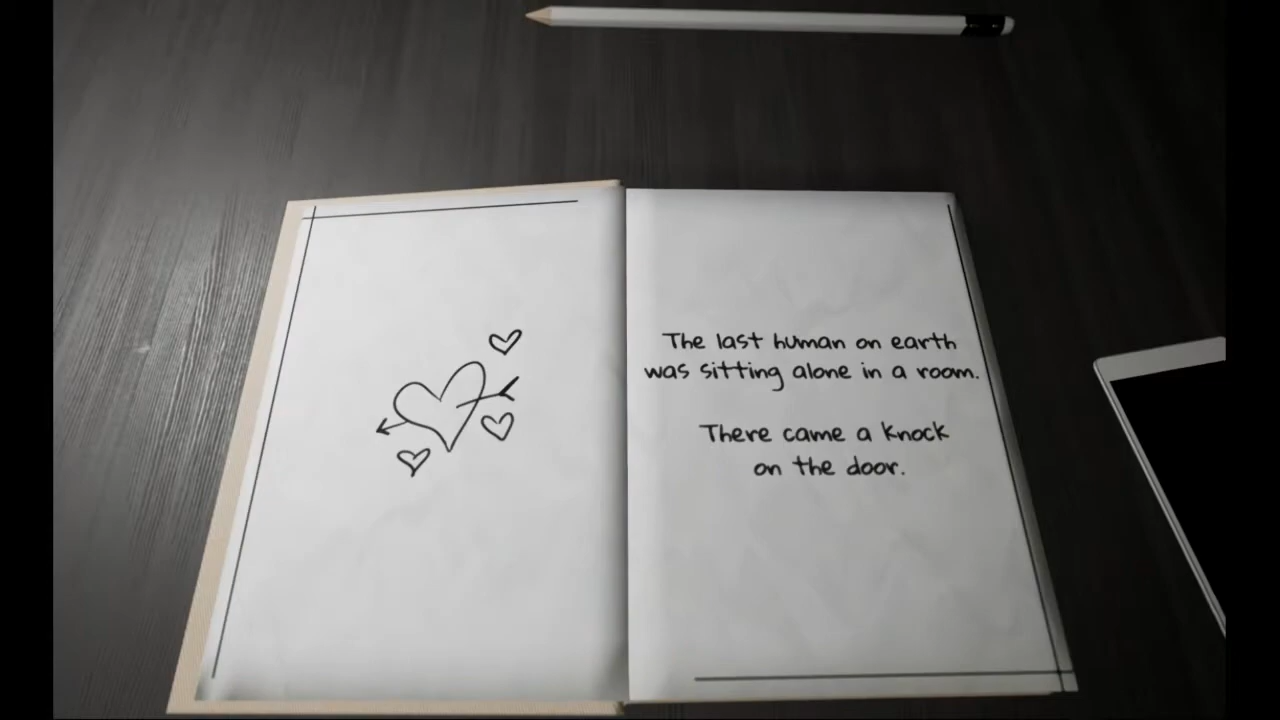 The last human on earth
was sitting alone in a room.
There came a knock
on the door.